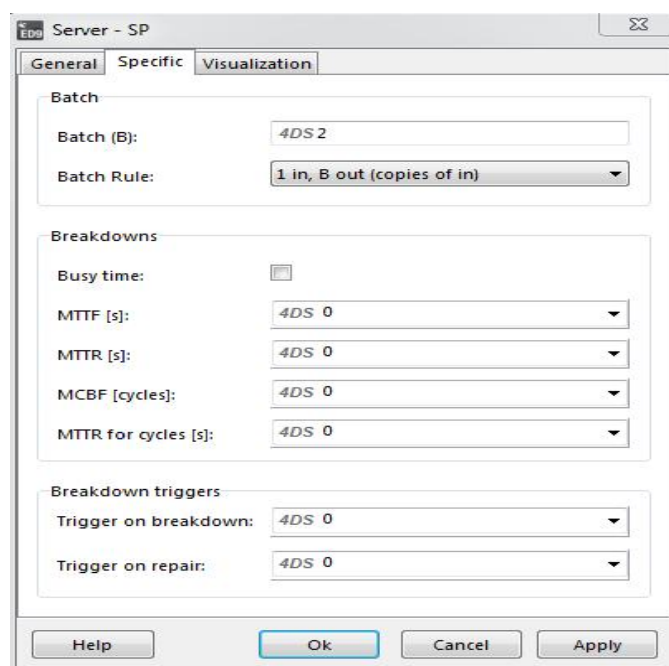 ED9 Server - SP
General Specific Visualization
Batch
Batch (B): 4DS 2
Batch Rule: 1 in, B out (copies of in)
Breakdowns
Busy time:
MTTF [s]: 4DS 0
MTTR [s]: 4DS 0
MCBF [cycles]: 4DS 0
MTTR for cycles [s]: 4DS 0
Breakdown triggers
Trigger on breakdown: 4DS 0
Trigger on repair: 4DS 0
Help Ok Cancel Apply